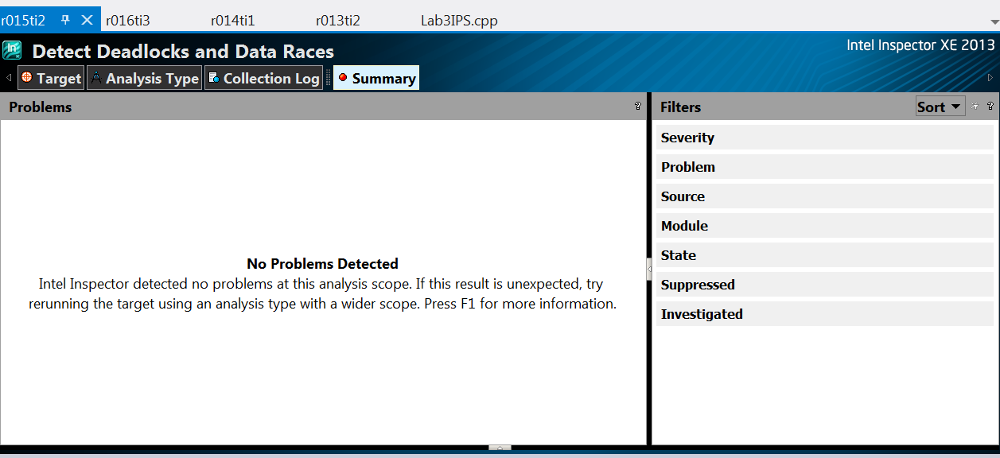 r015ti2 r016ti3 r014ti1 r013ti2 Lab3IPS.cpp
Detect Deadlocks and Data Races Intel Inspector XE 2013
Target Analysis Type Collection Log Summary
Problems ? Filters Sort ?
Severity
Problem
Source
Module
State
Suppressed
Investigated
No Problems Detected
Intel Inspector detected no problems at this analysis scope. If this result is unexpected, try
rerunning the target using an analysis type with a wider scope. Press F1 for more information.